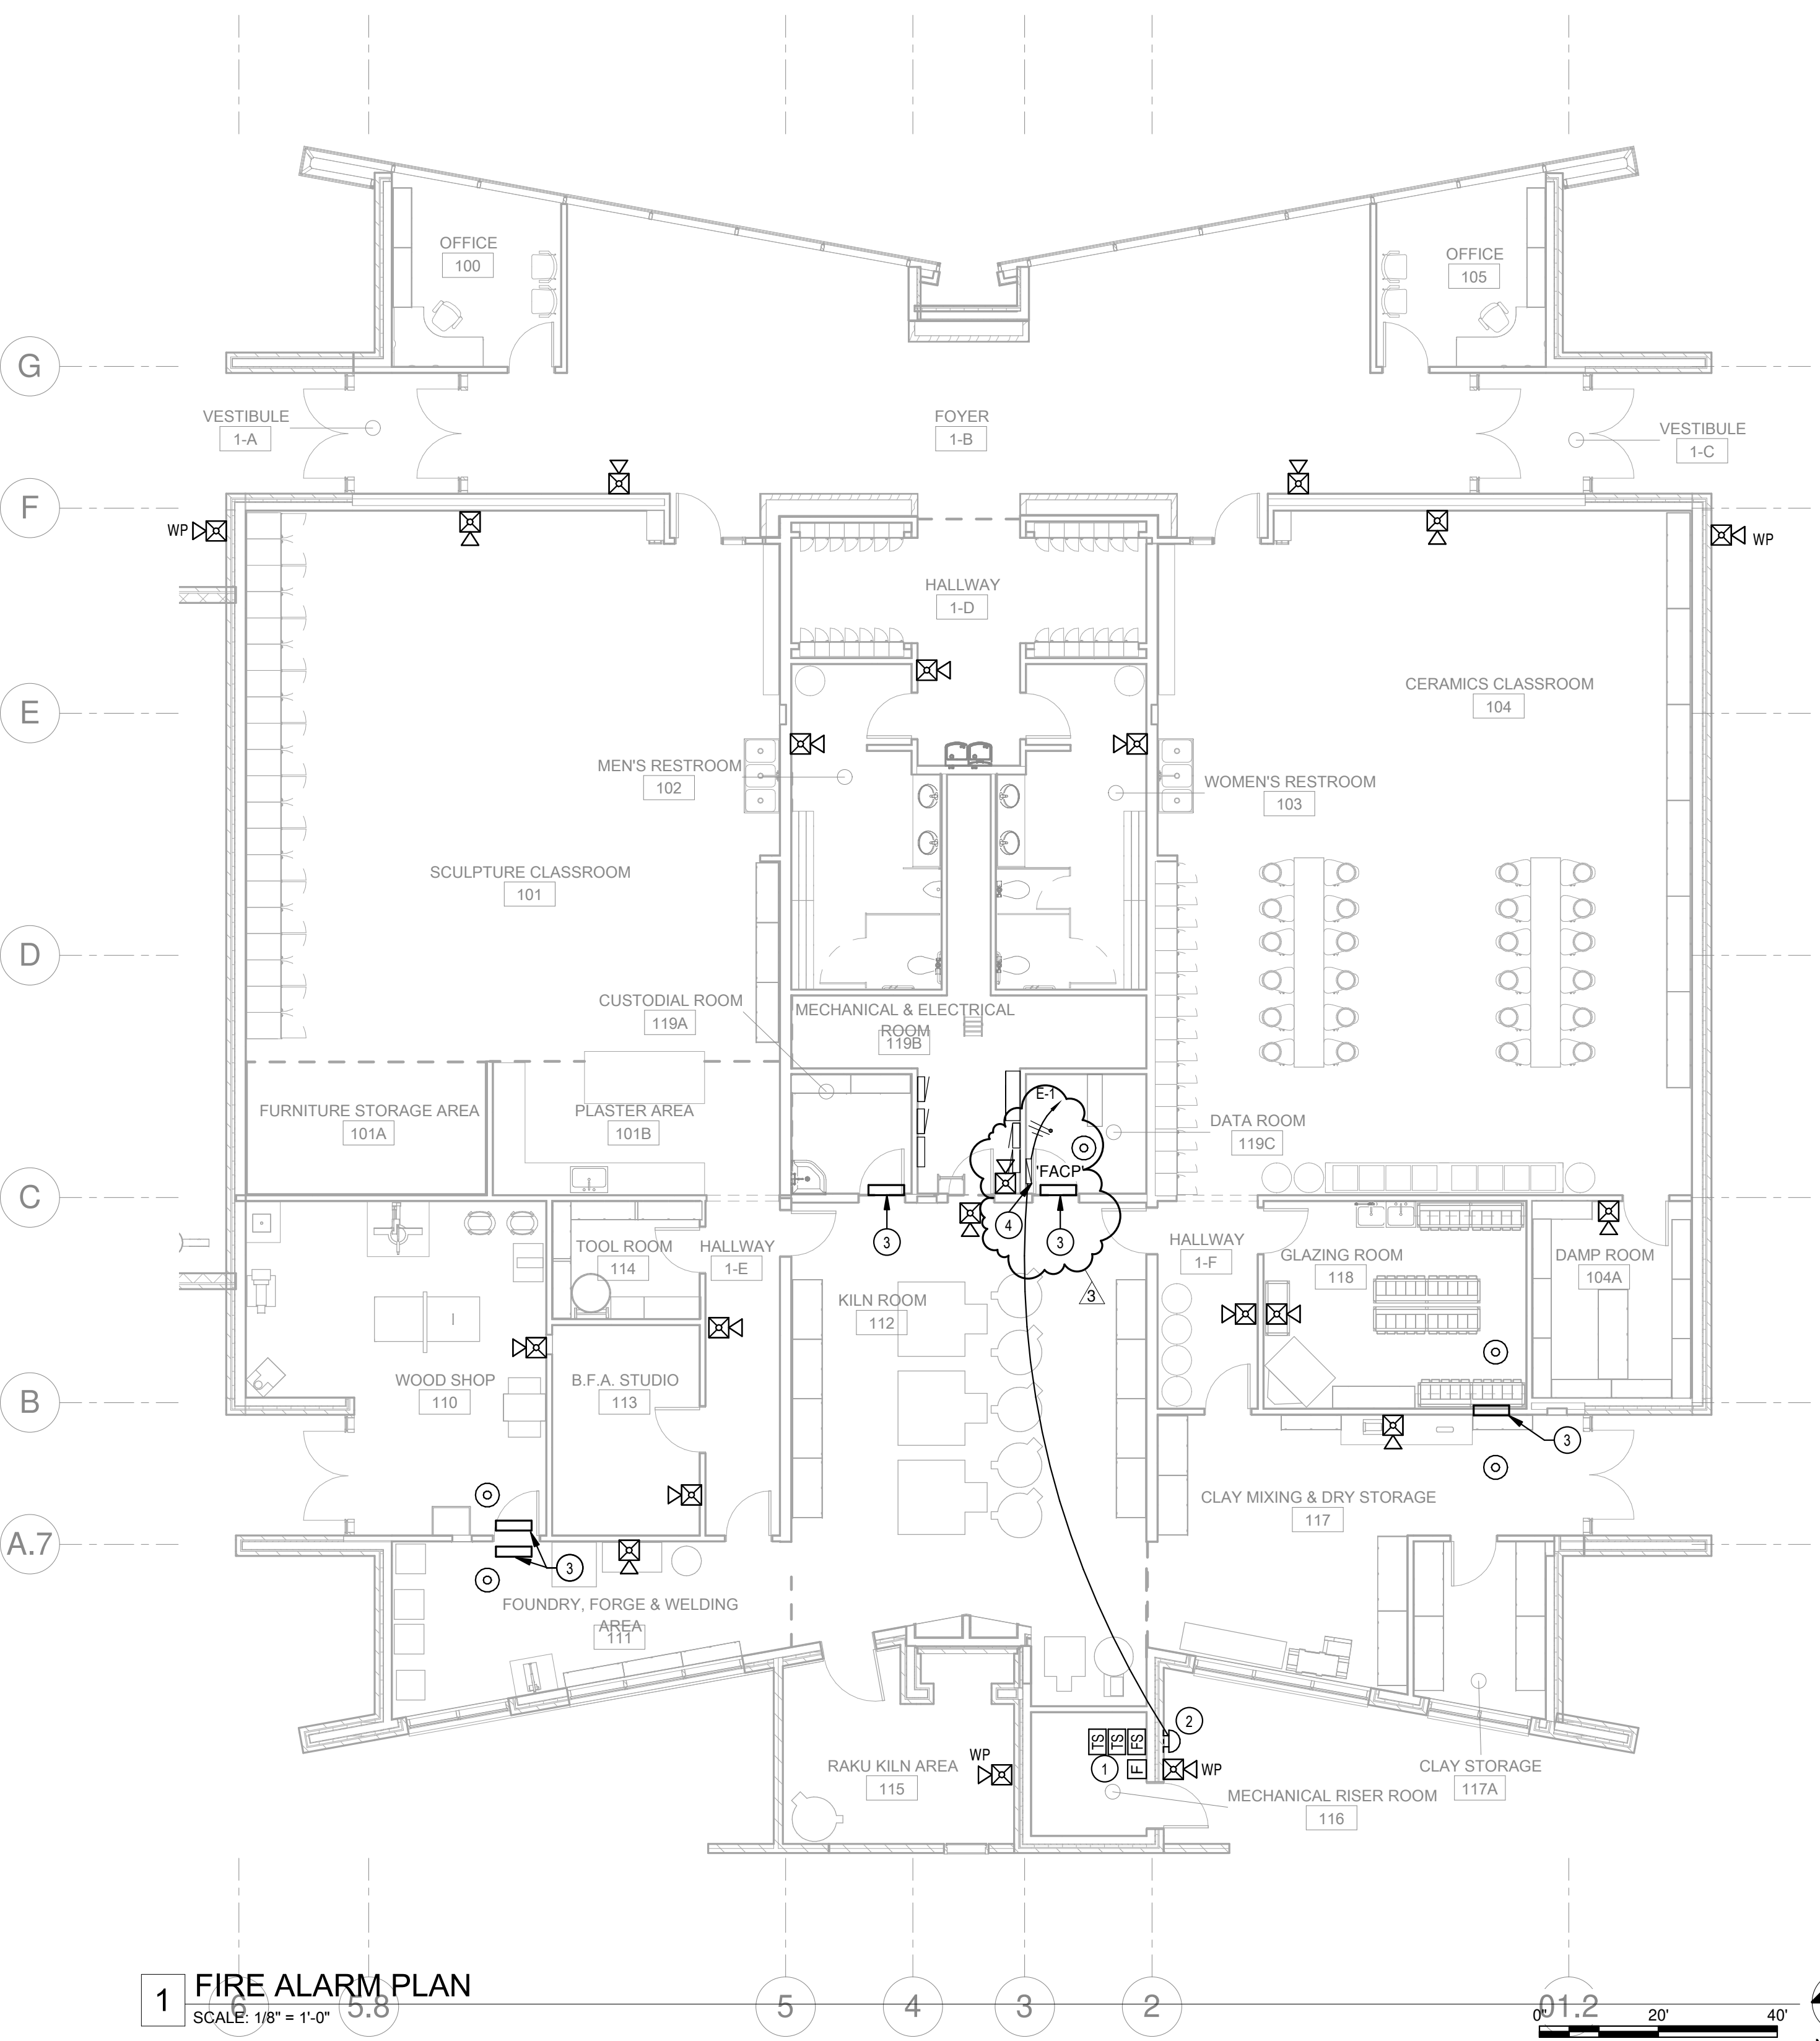 OFFICE
100
OFFICE
105
G
VESTIBULE
1-A
FOYER
1-B
VESTIBULE
1-C
F
WP
WP
HALLWAY
1-D
E
CERAMICS CLASSROOM
104
MEN'S RESTROOM
102
WOMEN'S RESTROOM
103
SCULPTURE CLASSROOM
101
D
CUSTODIAL ROOM
119A
MECHANICAL & ELECTRICAL
ROOM
119B
E-1
FURNITURE STORAGE AREA
101A
PLASTER AREA
101B
DATA ROOM
119C
'FACP'
C
3
4
3
TOOL ROOM
114
HALLWAY
1-E
HALLWAY
1-F
GLAZING ROOM
118
DAMP ROOM
104A
3
KILN ROOM
112
WOOD SHOP
110
B.F.A. STUDIO
113
B
3
CLAY MIXING & DRY STORAGE
117
A.7
3
FOUNDRY, FORGE & WELDING
AREA
111
2
TS
TS
FS
1
F
WP
WP
RAKU KILN AREA
115
CLAY STORAGE
117A
MECHANICAL RISER ROOM
116
1
FIRE ALARM PLAN
SCALE: 1/8" = 1'-0"
6
5.8
5
4
3
2
01.2
0"
20'
40'